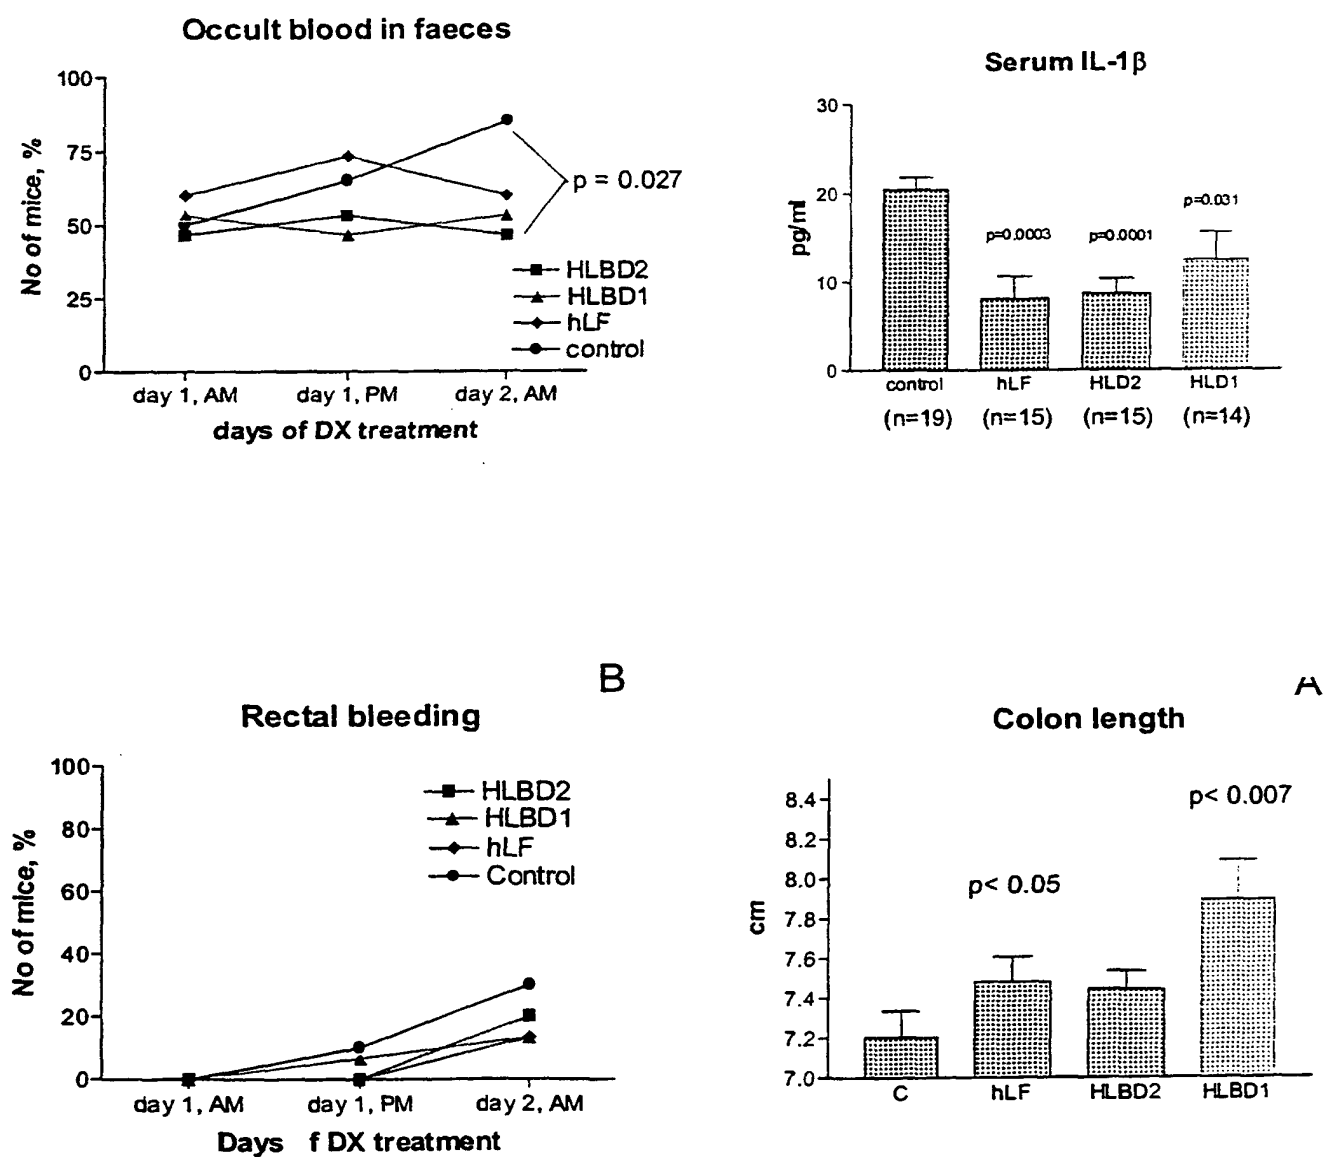 Occult blood in faeces
No of mice, %
100
75
50
25
0
p = 0.027
HLBD2
HLBD1
hLF
control
day 1, AM day 1, PM day 2, AM
days of DX treatment
Serum IL-1β
pg/ml
30
20
10
0
p=0.0003 p=0.0001 p=0.031
control hLF HLD2 HLD1
(n=19) (n=15) (n=15) (n=14)
B
Rectal bleeding
No of mice, %
100
80
60
40
20
0
HLBD2
HLBD1
hLF
Control
day 1, AM day 1, PM day 2, AM
Days f DX treatment
A
Colon length
cm
8.4
8.2
8.0
7.8
7.6
7.4
7.2
7.0
p< 0.05
p< 0.007
C hLF HLBD2 HLBD1